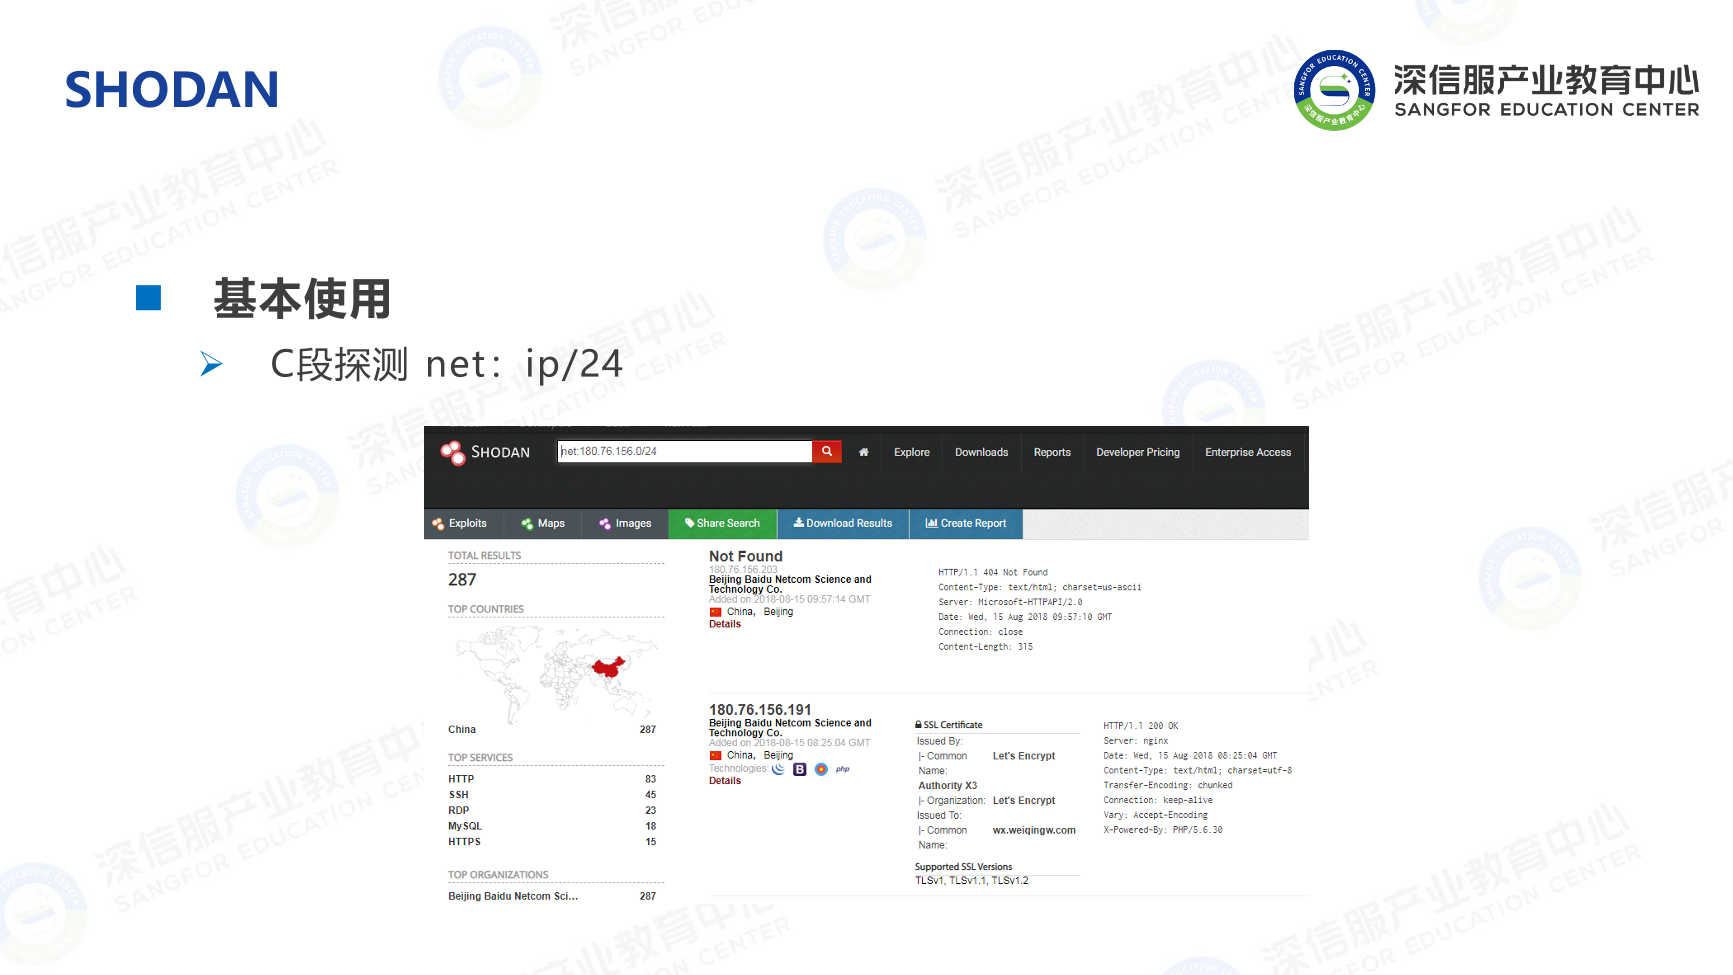 SHODAN
深信服产业教育中心
SANGFOR EDUCATION CENTER
基本使用
C段探测 net：ip/24
SHODAN
net:180.76.156.0/24
Explore
Downloads
Reports
Developer Pricing
Enterprise Access
Exploits
Maps
Images
Share Search
Download Results
Create Report
TOTAL RESULTS
287
TOP COUNTRIES
China 287
TOP SERVICES
HTTP 83
SSH 45
RDP 23
MySQL 18
HTTPS 15
TOP ORGANIZATIONS
Beijing Baidu Netcom Sci... 287
Not Found
180.76.156.203
Beijing Baidu Netcom Science and
Technology Co.
Added on 2018-08-15 09:57:14 GMT
China, Beijing
Details
HTTP/1.1 404 Not Found
Content-Type: text/html; charset=us-ascii
Server: Microsoft-HTTPAPI/2.0
Date: Wed, 15 Aug 2018 09:57:10 GMT
Connection: close
Content-Length: 315
180.76.156.191
Beijing Baidu Netcom Science and
Technology Co.
Added on 2018-08-15 08:25:04 GMT
China, Beijing
Technologies: B php
Details
SSL Certificate
Issued By:
|- Common Let's Encrypt
Name:
Authority X3
|- Organization: Let's Encrypt
Issued To:
|- Common wx.weiqingw.com
Name:
Supported SSL Versions
TLSv1, TLSv1.1, TLSv1.2
HTTP/1.1 200 OK
Server: nginx
Date: Wed, 15 Aug 2018 08:25:04 GMT
Content-Type: text/html; charset=utf-8
Transfer-Encoding: chunked
Connection: keep-alive
Vary: Accept-Encoding
X-Powered-By: PHP/5.6.30